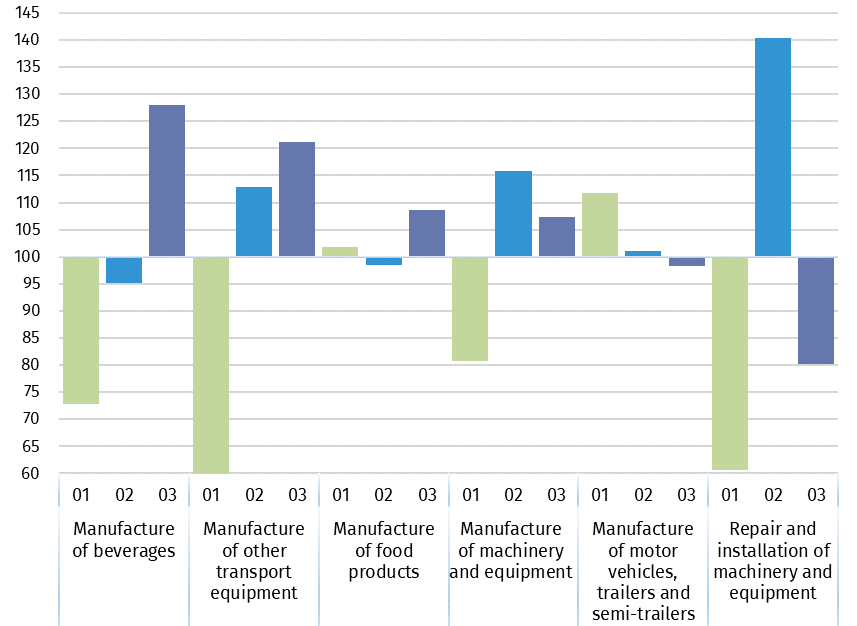 145
140
135
130
125
120
115
110
105
100
95
90
85
80
75
70
65
60
01 02 03 01 02 03 01 02 03 01 02 03 01 02 03 01 02 03
Manufacture
of beverages
Manufacture
of other
transport
equipment
Manufacture
of food
products
Manufacture
of machinery
and equipment
Manufacture
of motor
vehicles,
trailers and
semi-trailers
Repair and
installation of
machinery and
equipment